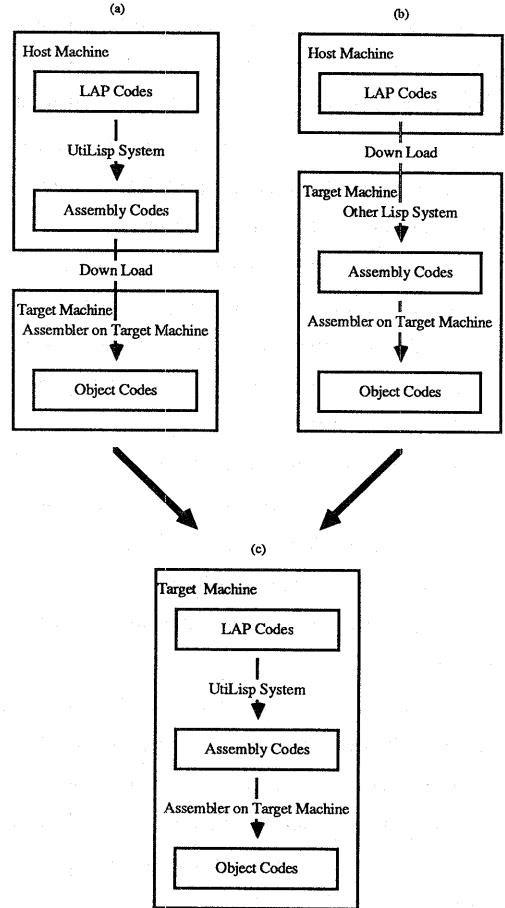 (a)
Host Machine
LAP Codes
UtiLisp System
Assembly Codes
Down Load
Target Machine
Assembler on Target Machine
Object Codes
(b)
Host Machine
LAP Codes
Down Load
Target Machine
Other Lisp System
Assembly Codes
Assembler on Target Machine
Object Codes
(c)
Target Machine
LAP Codes
UtiLisp System
Assembly Codes
Assembler on Target Machine
Object Codes